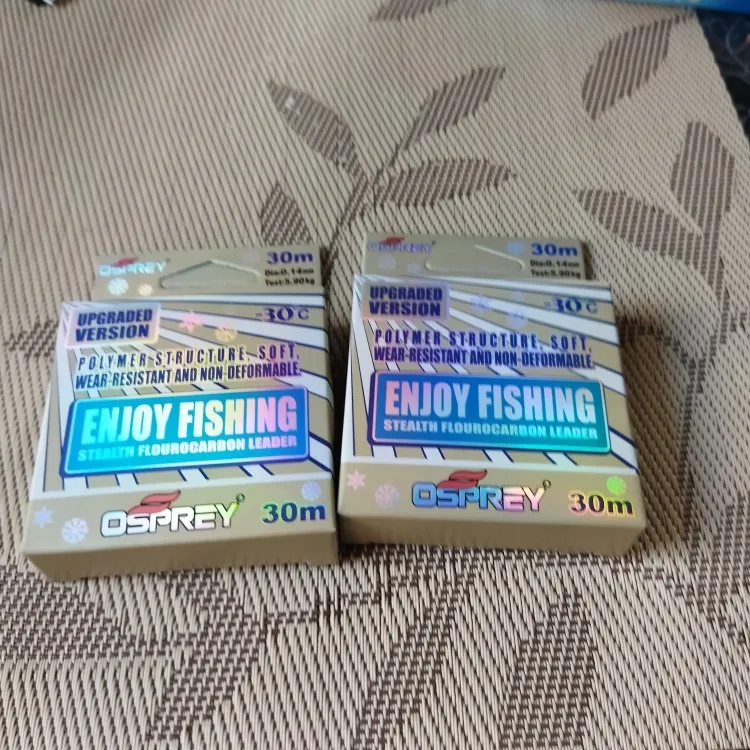 OSPREY
30m
Dia:0.14mm
Test:5.90kg
UPGRADED
VERSION
-30°C
POLYMER STRUCTURE, SOFT,
WEAR-RESISTANT AND NON-DEFORMABLE.
ENJOY FISHING
STEALTH FLOUROCARBON LEADER
OSPREY
30m
OSPREY
30m
Dia:0.14mm
Test:5.90kg
UPGRADED
VERSION
-30°C
POLYMER STRUCTURE, SOFT,
WEAR-RESISTANT AND NON-DEFORMABLE.
ENJOY FISHING
STEALTH FLOUROCARBON LEADER
OSPREY
30m